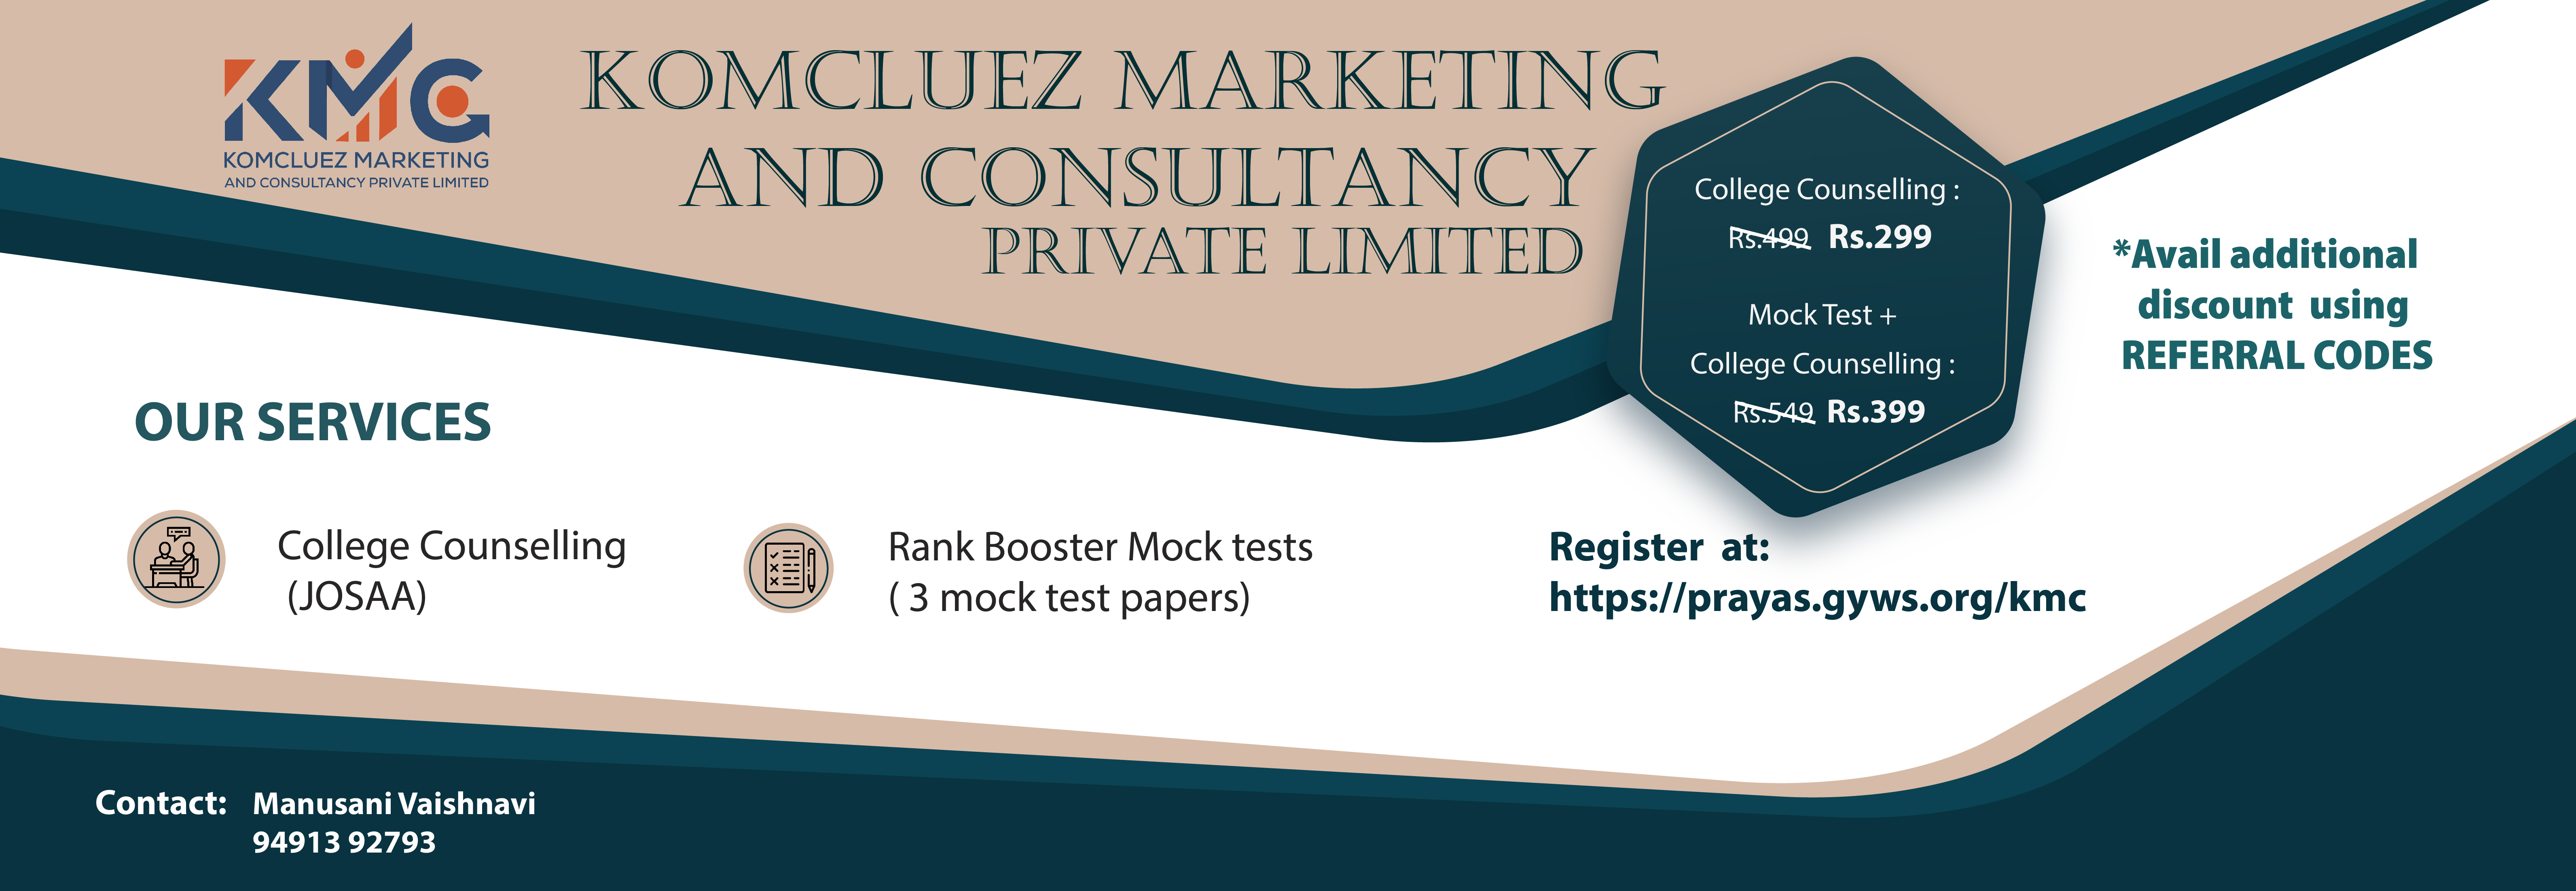 KMC
KOMCLUEZ MARKETING
AND CONSULTANCY PRIVATE LIMITED
KOMCLUEZ MARKETING
AND CONSULTANCY
PRIVATE LIMITED
College Counselling :
Rs.499 Rs.299
Mock Test +
College Counselling :
Rs.549 Rs.399
*Avail additional
discount using
REFERRAL CODES
OUR SERVICES
College Counselling
(JOSAA)
Rank Booster Mock tests
( 3 mock test papers)
Register at:
https://prayas.gyws.org/kmc
Contact: Manusani Vaishnavi
94913 92793